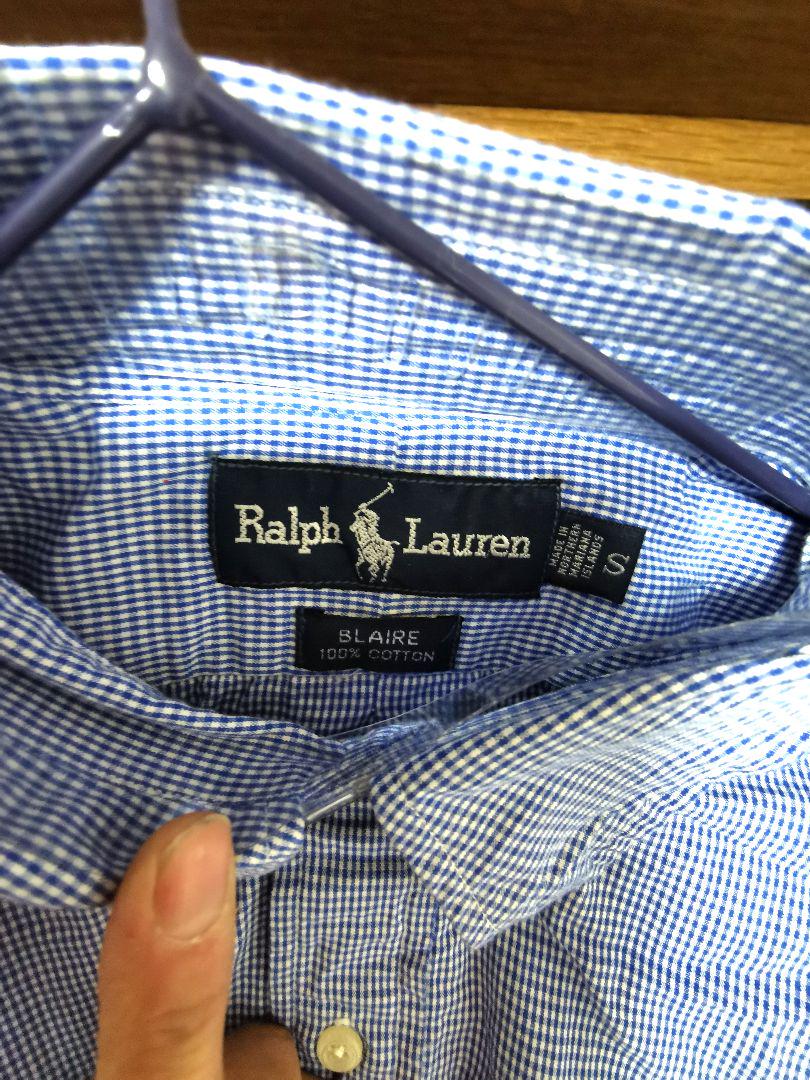 Ralph Lauren
MADE IN
NORTHERN
MARIANA
ISLANDS
S
BLAIRE
100% COTTON